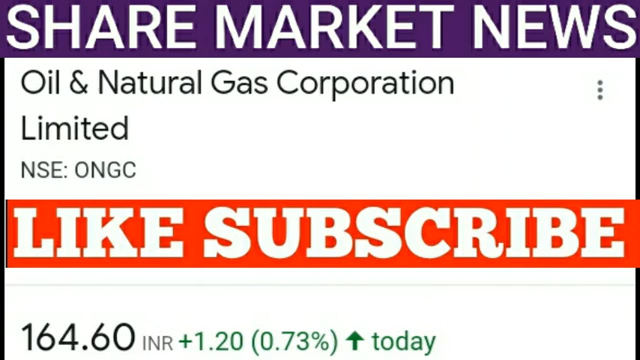 SHARE MARKET NEWS
Oil & Natural Gas Corporation
Limited
NSE: ONGC
LIKE SUBSCRIBE
164.60 INR +1.20 (0.73%) ↑ today